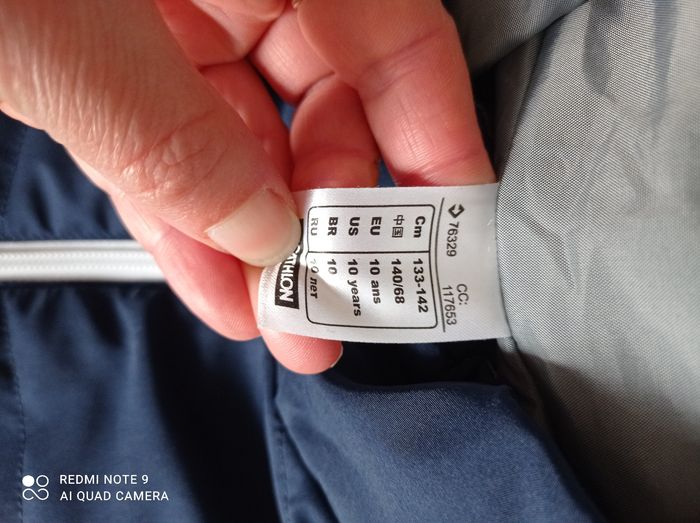 76329
CC:
117653
Cm 133-142
中国 140/68
EU 10 ans
US 10 years
BR 10
RU 10 лет
REDMI NOTE 9
AI QUAD CAMERA